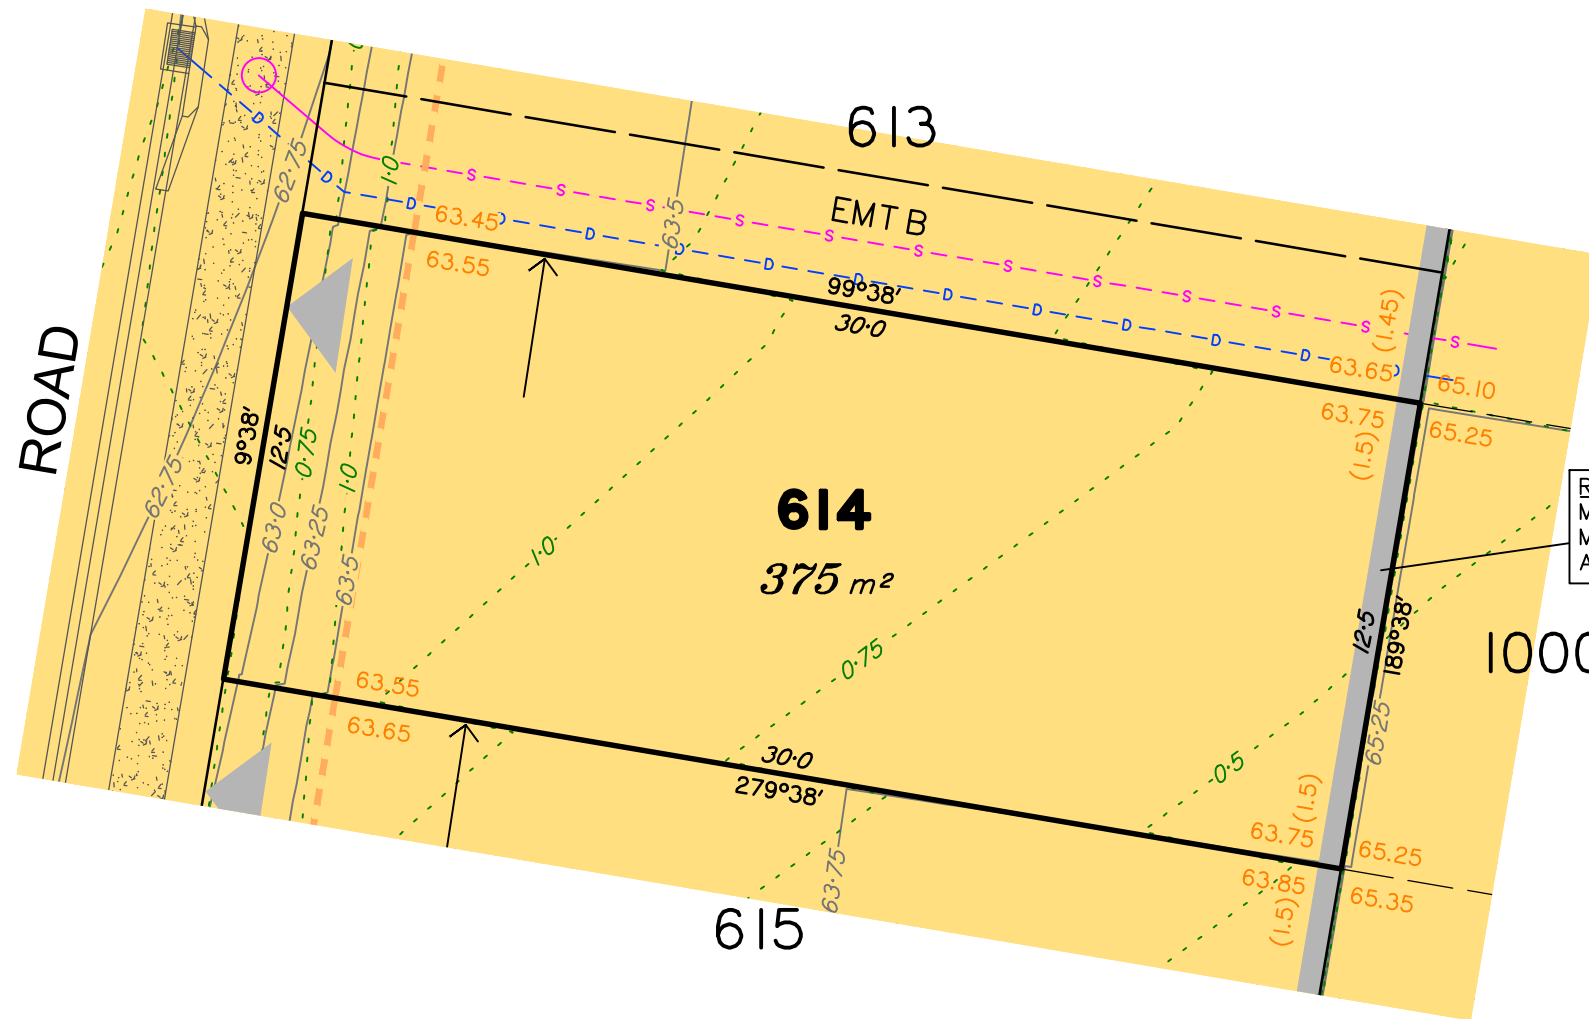 613
EMT B
S
S
S
S
S
S
S
S
S
S
S
S
D
D
D
D
D
D
D
D
D
D
D
D
D
D
62·75
1·0
63·45
63.55
63·5
99°38'
30·0
(1.45)
63.65
65.10
63.75
65.25
(1.5)
ROAD
9°38'
12·5
0·75
1·0
62·75
63·0
63·25
63·5
614
375 m²
1·0
0·75
0·5
12·5
189°38'
65·25
1000
R
M
M
A
63.55
63.65
30·0
279°38'
63·75
(1.5)
63.75
65.25
63.85
65.35
(1.5)
615